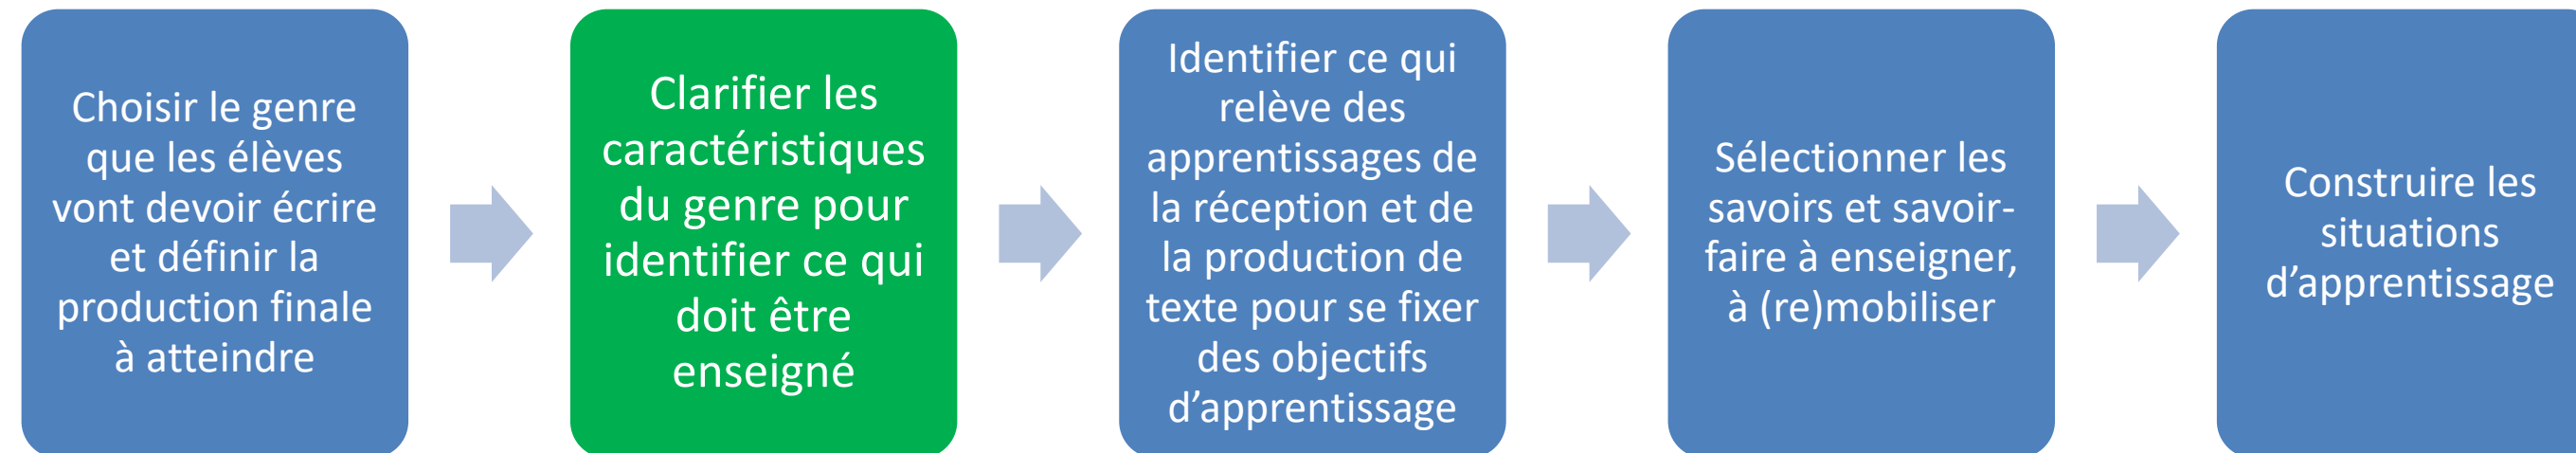 Choisir le genre
que les élèves
vont devoir écrire
et définir la
production finale
à atteindre
Clarifier les
caractéristiques
du genre pour
identifier ce qui
doit être
enseigné
Identifier ce qui
relève des
apprentissages de
la réception et de
la production de
texte pour se fixer
des objectifs
d’apprentissage
Sélectionner les
savoirs et savoir-
faire à enseigner,
à (re)mobiliser
Construire les
situations
d’apprentissage